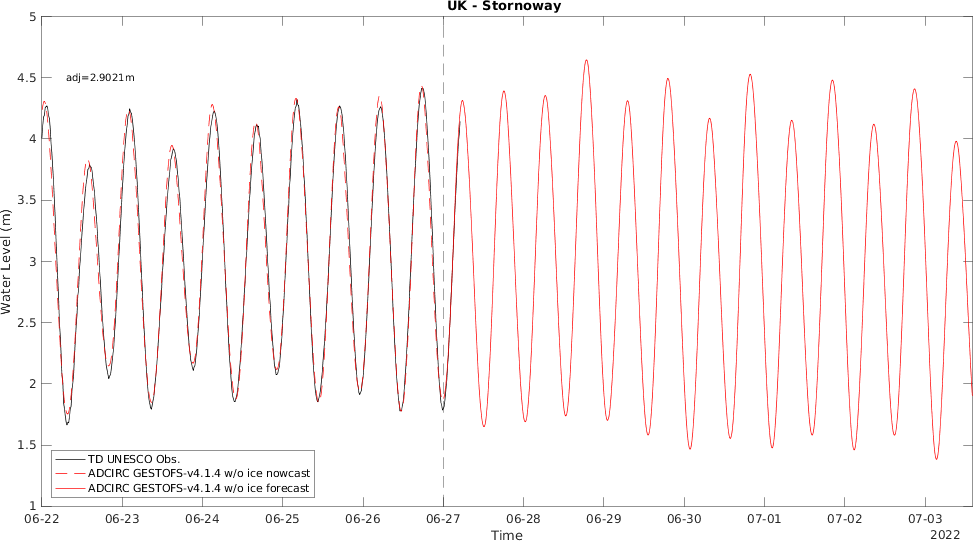 UK - Stornoway
5
4.5
4
3.5
3
2.5
2
1.5
1
Water Level (m)
adj=2.9021m
TD UNESCO Obs.
ADCIRC GESTOFS-v4.1.4 w/o ice nowcast
ADCIRC GESTOFS-v4.1.4 w/o ice forecast
06-22 06-23 06-24 06-25 06-26 06-27 06-28 06-29 06-30 07-01 07-02 07-03
Time
2022